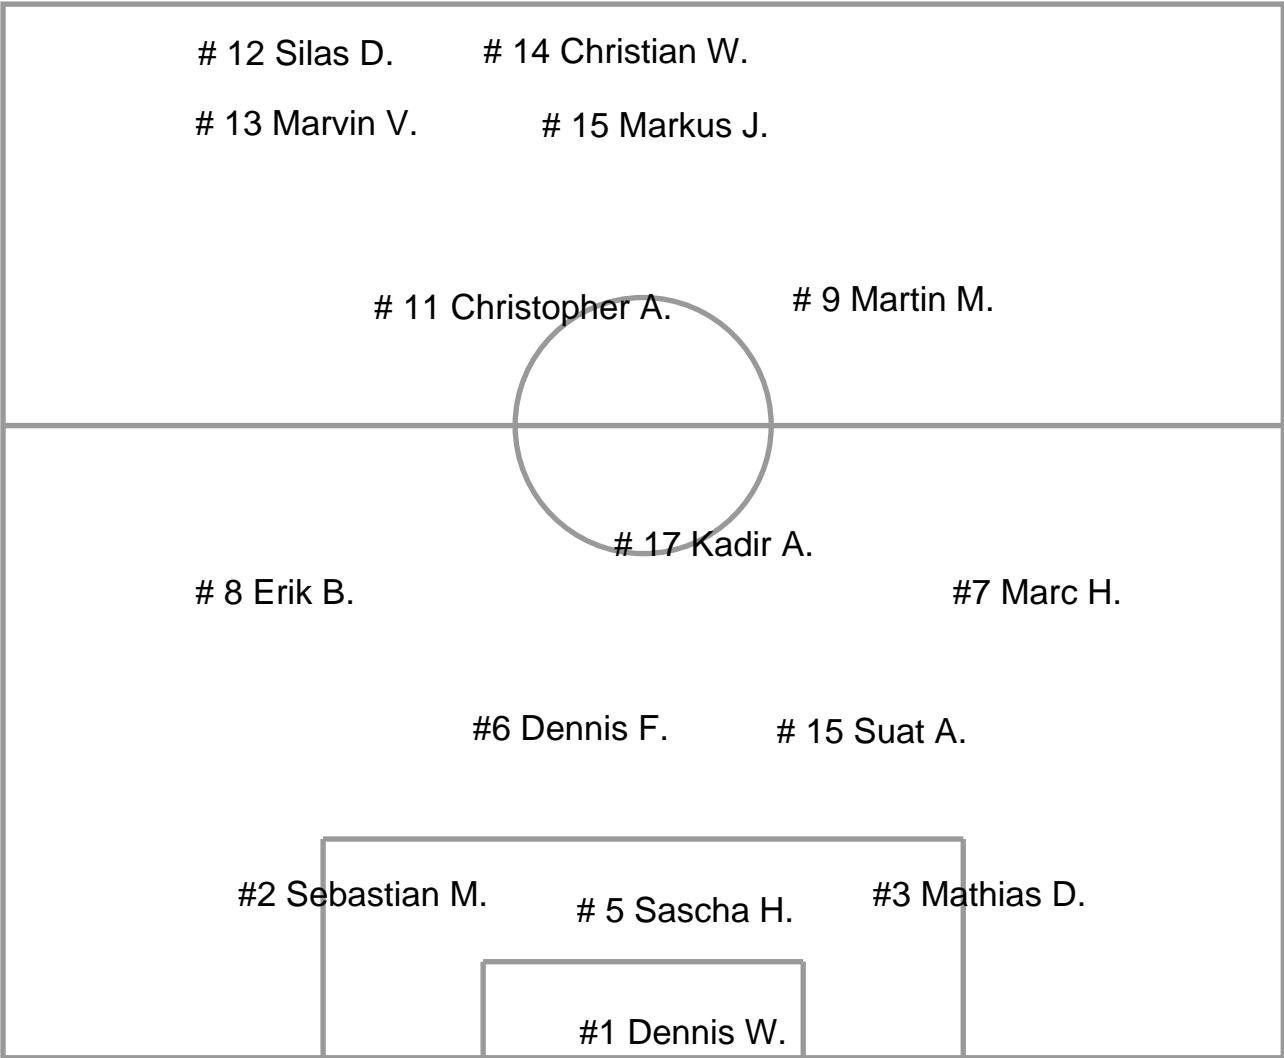 # 12 Silas D.
# 14 Christian W.
# 13 Marvin V.
# 15 Markus J.
# 11 Christopher A.
# 9 Martin M.
# 17 Kadir A.
# 8 Erik B.
#7 Marc H.
#6 Dennis F.
# 15 Suat A.
#2 Sebastian M.
# 5 Sascha H.
#3 Mathias D.
#1 Dennis W.